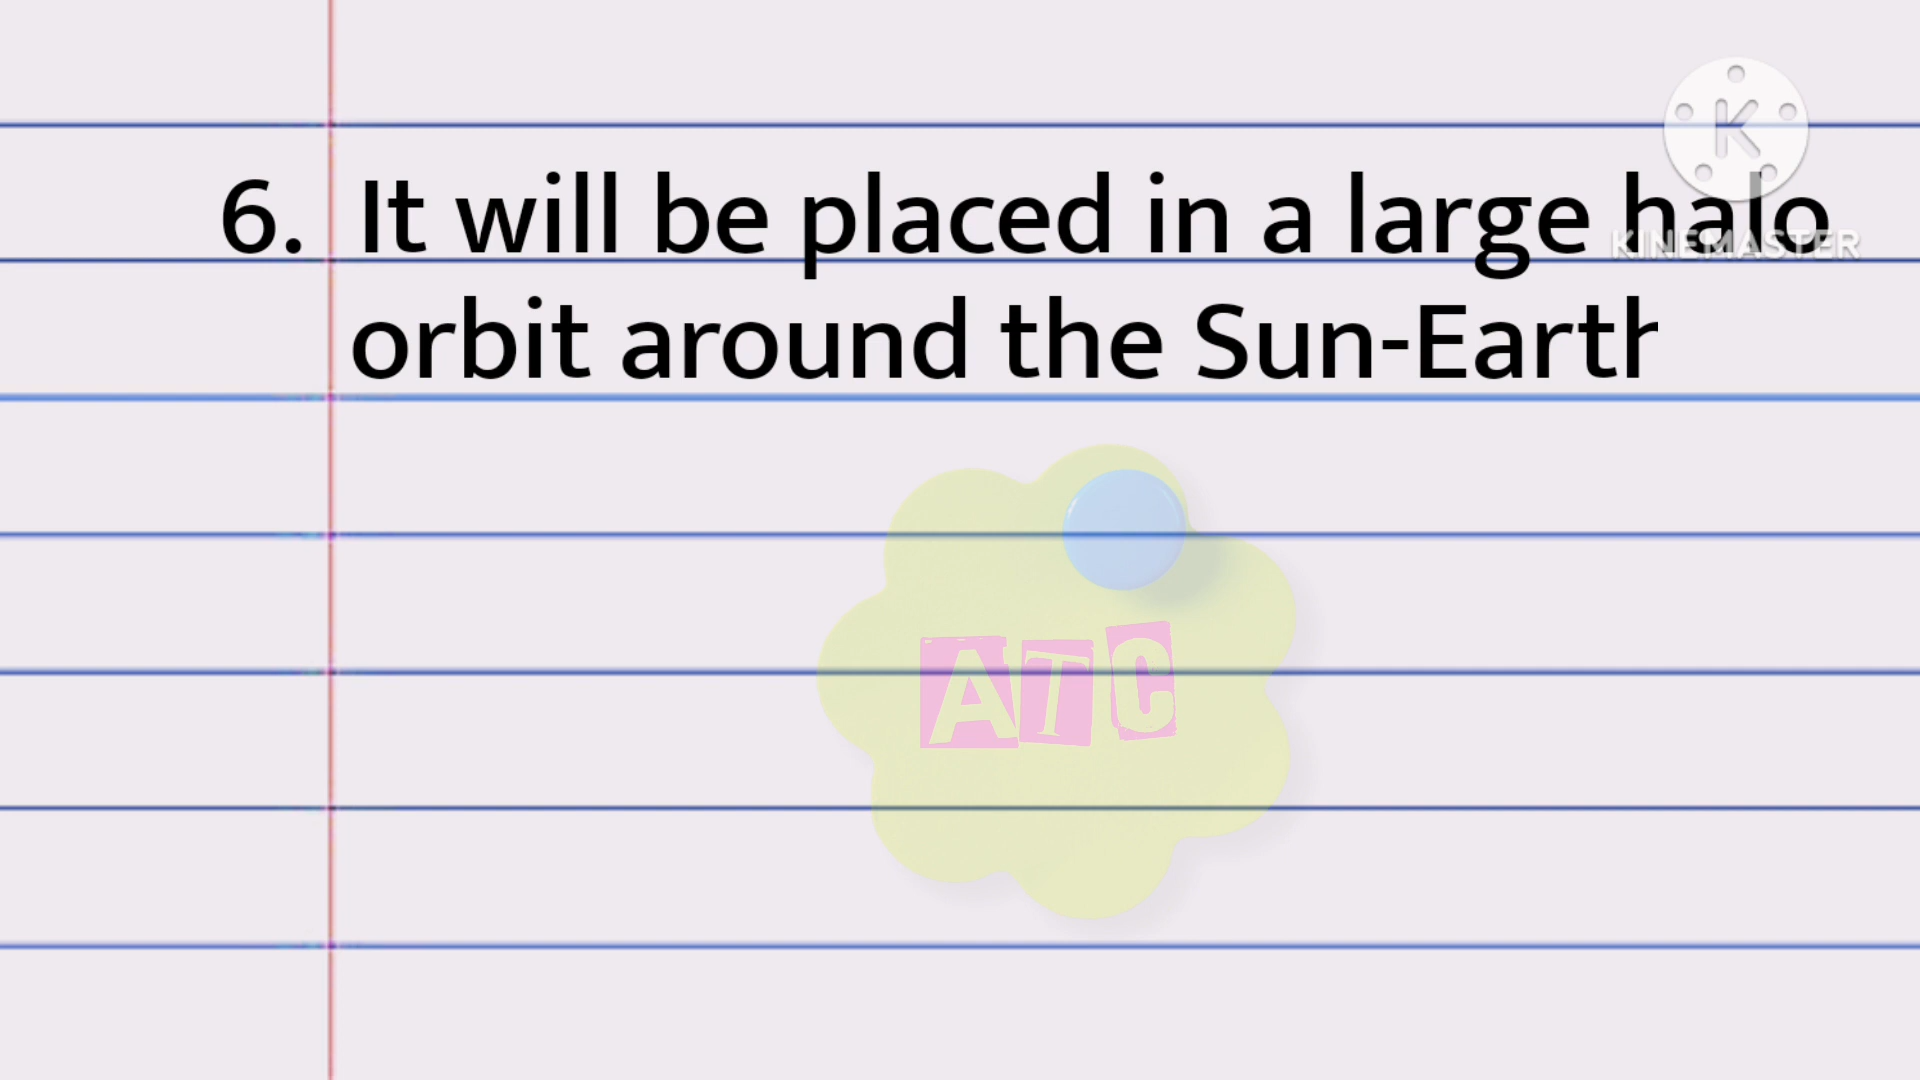 6. It will be placed in a large halo
orbit around the Sun-Earth
KINEMASTER
ATC